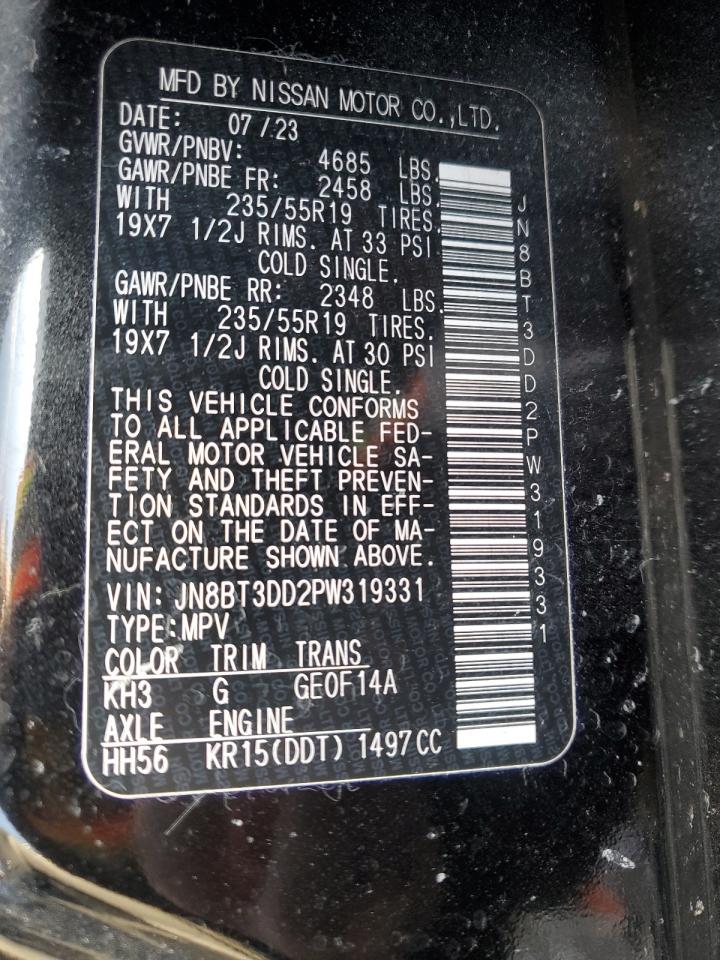 MFD BY NISSAN MOTOR CO.,LTD.
DATE: 07 / 23
GVWR/PNBV: 4685 LBS.
GAWR/PNBE FR: 2458 LBS.
WITH 235/55R19 TIRES.
19X7 1/2J RIMS. AT 33 PSI
COLD SINGLE.
GAWR/PNBE RR: 2348 LBS.
WITH 235/55R19 TIRES.
19X7 1/2J RIMS. AT 30 PSI
COLD SINGLE.
THIS VEHICLE CONFORMS
TO ALL APPLICABLE FED-
ERAL MOTOR VEHICLE SA-
FETY AND THEFT PREVEN-
TION STANDARDS IN EFF-
ECT ON THE DATE OF MA-
NUFACTURE SHOWN ABOVE.
VIN: JN8BT3DD2PW319331
TYPE:MPV
COLOR TRIM TRANS
KH3 G GE0F14A
AXLE ENGINE
HH56 KR15(DDT) 1497CC
JN8BT3DD2PW319331